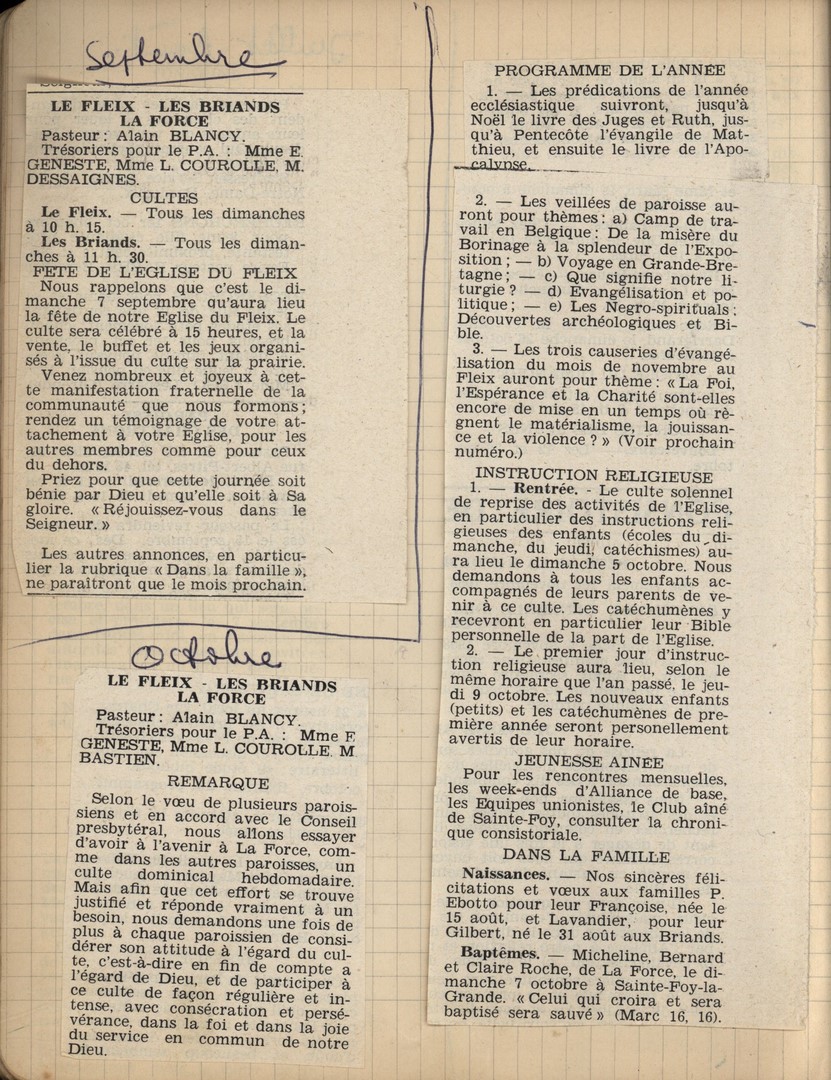 Septembre
LE FLEIX - LES BRIANDS
LA FORCE
Pasteur : Alain BLANCY.
Trésoriers pour le P.A. : Mme E.
GENESTE, Mme L. COUROLLE, M.
DESSAIGNES.
CULTES
Le Fleix. — Tous les dimanches
à 10 h. 15.
Les Briands. — Tous les diman-
ches à 11 h. 30.
FETE DE L'EGLISE DU FLEIX
Nous rappelons que c'est le di-
manche 7 septembre qu'aura lieu
la fête de notre Eglise du Fleix. Le
culte sera célébré à 15 heures, et la
vente, le buffet et les jeux organi-
sés à l'issue du culte sur la prairie.
Venez nombreux et joyeux à cet-
te manifestation fraternelle de la
communauté que nous formons ;
rendez un témoignage de votre at-
tachement à votre Eglise, pour les
autres membres comme pour ceux
du dehors.
Priez pour que cette journée soit
bénie par Dieu et qu'elle soit à Sa
gloire. « Réjouissez-vous dans le
Seigneur. »
Les autres annonces, en particu-
lier la rubrique « Dans la famille »,
ne paraîtront que le mois prochain.
Octobre
LE FLEIX - LES BRIANDS
LA FORCE
Pasteur : Alain BLANCY.
Trésoriers pour le P.A. : Mme E
GENESTE, Mme L. COUROLLE, M
BASTIEN.
REMARQUE
Selon le vœu de plusieurs parois-
siens et en accord avec le Conseil
presbytéral, nous allons essayer
d'avoir à l'avenir à La Force, com-
me dans les autres paroisses, un
culte dominical hebdomadaire.
Mais afin que cet effort se trouve
justifié et réponde vraiment à un
besoin, nous demandons une fois de
plus à chaque paroissien de consi-
dérer son attitude à l'égard du cul-
te, c'est-à-dire en fin de compte a
l'égard de Dieu, et de participer à
ce culte de façon régulière et in-
tense, avec consécration et persé-
vérance, dans la foi et dans la joie
du service en commun de notre
Dieu.
PROGRAMME DE L'ANNÉE
1. — Les prédications de l'année
ecclésiastique suivront, jusqu'à
Noël le livre des Juges et Ruth, jus-
qu'à Pentecôte l'évangile de Mat-
thieu, et ensuite le livre de l'Apo-
calypse.
2. — Les veillées de paroisse au-
ront pour thèmes : a) Camp de tra-
vail en Belgique : De la misère du
Borinage à la splendeur de l'Expo-
sition ; — b) Voyage en Grande-Bre-
tagne ; — c) Que signifie notre li-
turgie ? — d) Evangélisation et po-
litique ; — e) Les Negro-spirituals :
Découvertes archéologiques et Bi-
ble.
3. — Les trois causeries d'évangé-
lisation du mois de novembre au
Fleix auront pour thème : « La Foi,
l'Espérance et la Charité sont-elles
encore de mise en un temps où rè-
gnent le matérialisme, la jouissan-
ce et la violence ? » (Voir prochain
numéro.)
INSTRUCTION RELIGIEUSE
1. — Rentrée. - Le culte solennel
de reprise des activités de l'Eglise,
en particulier des instructions reli-
gieuses des enfants (écoles du di-
manche, du jeudi, catéchismes) au-
ra lieu le dimanche 5 octobre. Nous
demandons à tous les enfants ac-
compagnés de leurs parents de ve-
nir à ce culte. Les catéchumènes y
recevront en particulier leur Bible
personnelle de la part de l'Eglise.
2. — Le premier jour d'instruc-
tion religieuse aura lieu, selon le
même horaire que l'an passé, le jeu-
di 9 octobre. Les nouveaux enfants
(petits) et les catéchumènes de pre-
mière année seront personellement
avertis de leur horaire.
JEUNESSE AINÉE
Pour les rencontres mensuelles,
les week-ends d'Alliance de base,
les Equipes unionistes, le Club aîné
de Sainte-Foy, consulter la chroni-
que consistoriale.
DANS LA FAMILLE
Naissances. — Nos sincères féli-
citations et vœux aux familles P.
Ebotto pour leur Françoise, née le
15 août, et Lavandier, pour leur
Gilbert, né le 31 août aux Briands.
Baptêmes. — Micheline, Bernard
et Claire Roche, de La Force, le di-
manche 7 octobre à Sainte-Foy-la-
Grande. « Celui qui croira et sera
baptisé sera sauvé » (Marc 16, 16).